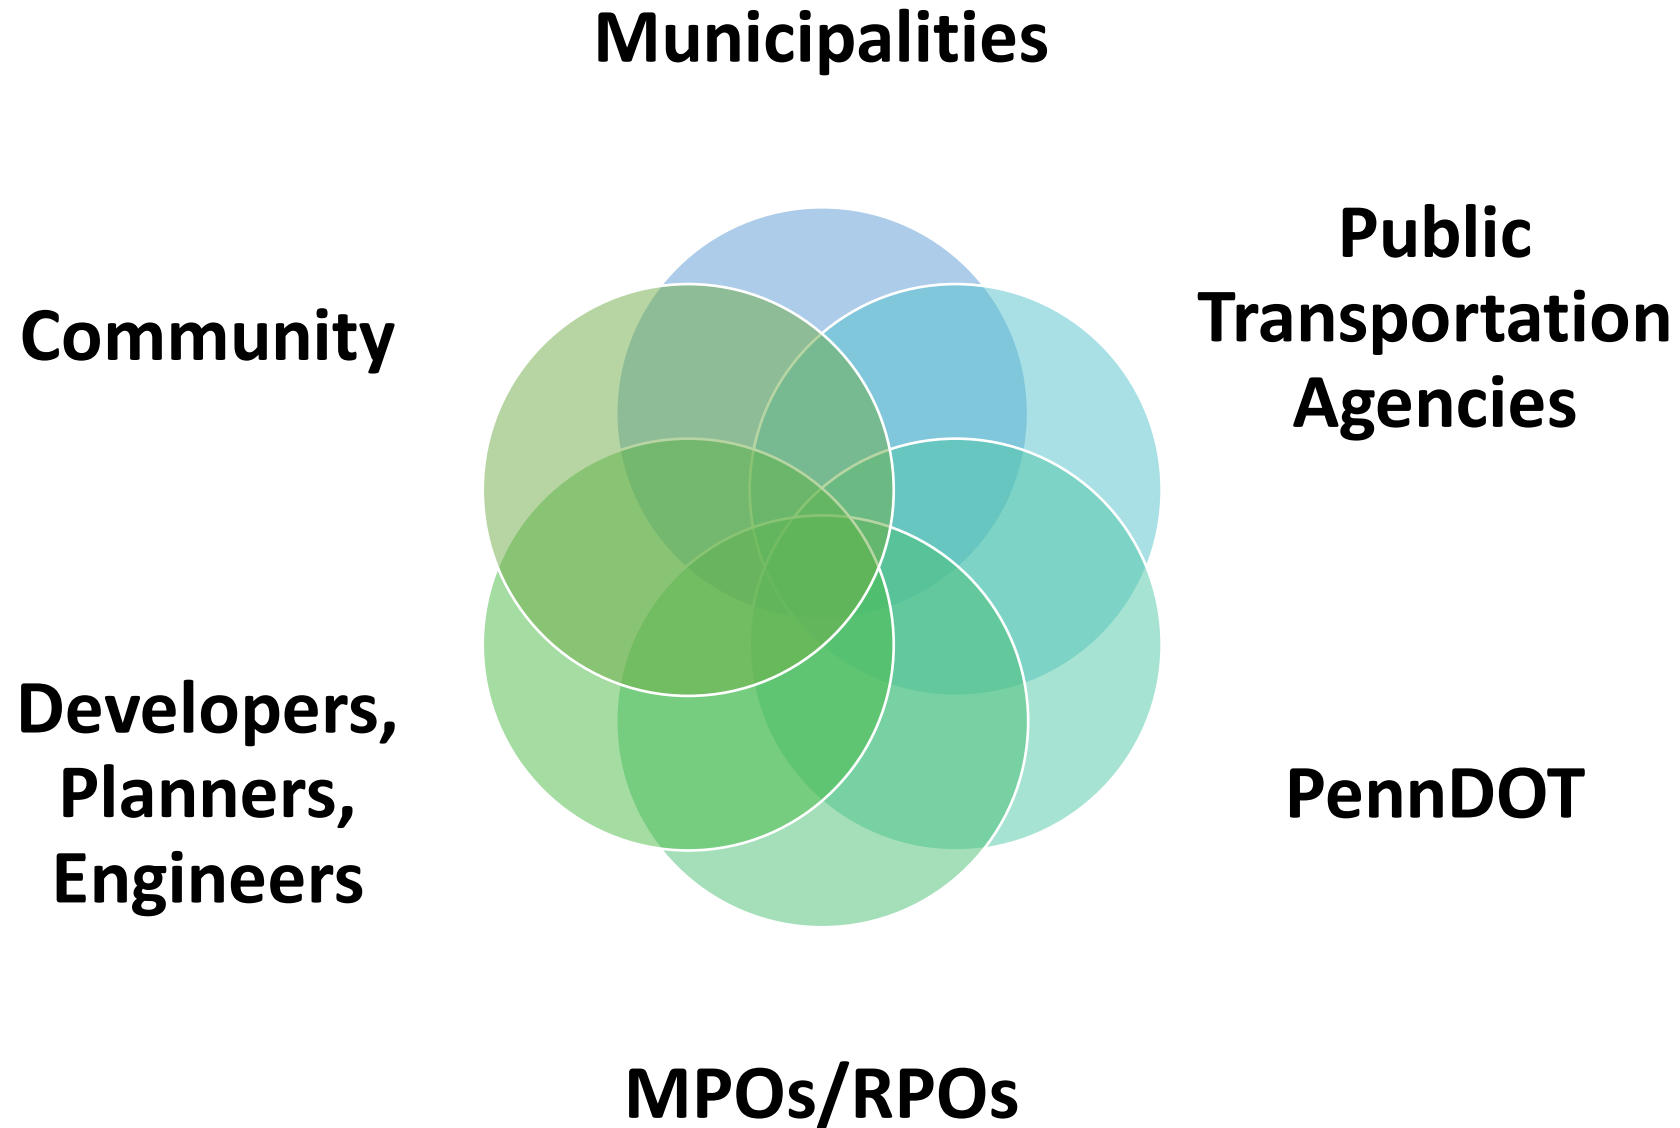 Municipalities
Public
Transportation
Agencies
Community
Developers,
Planners,
Engineers
PennDOT
MPOs/RPOs